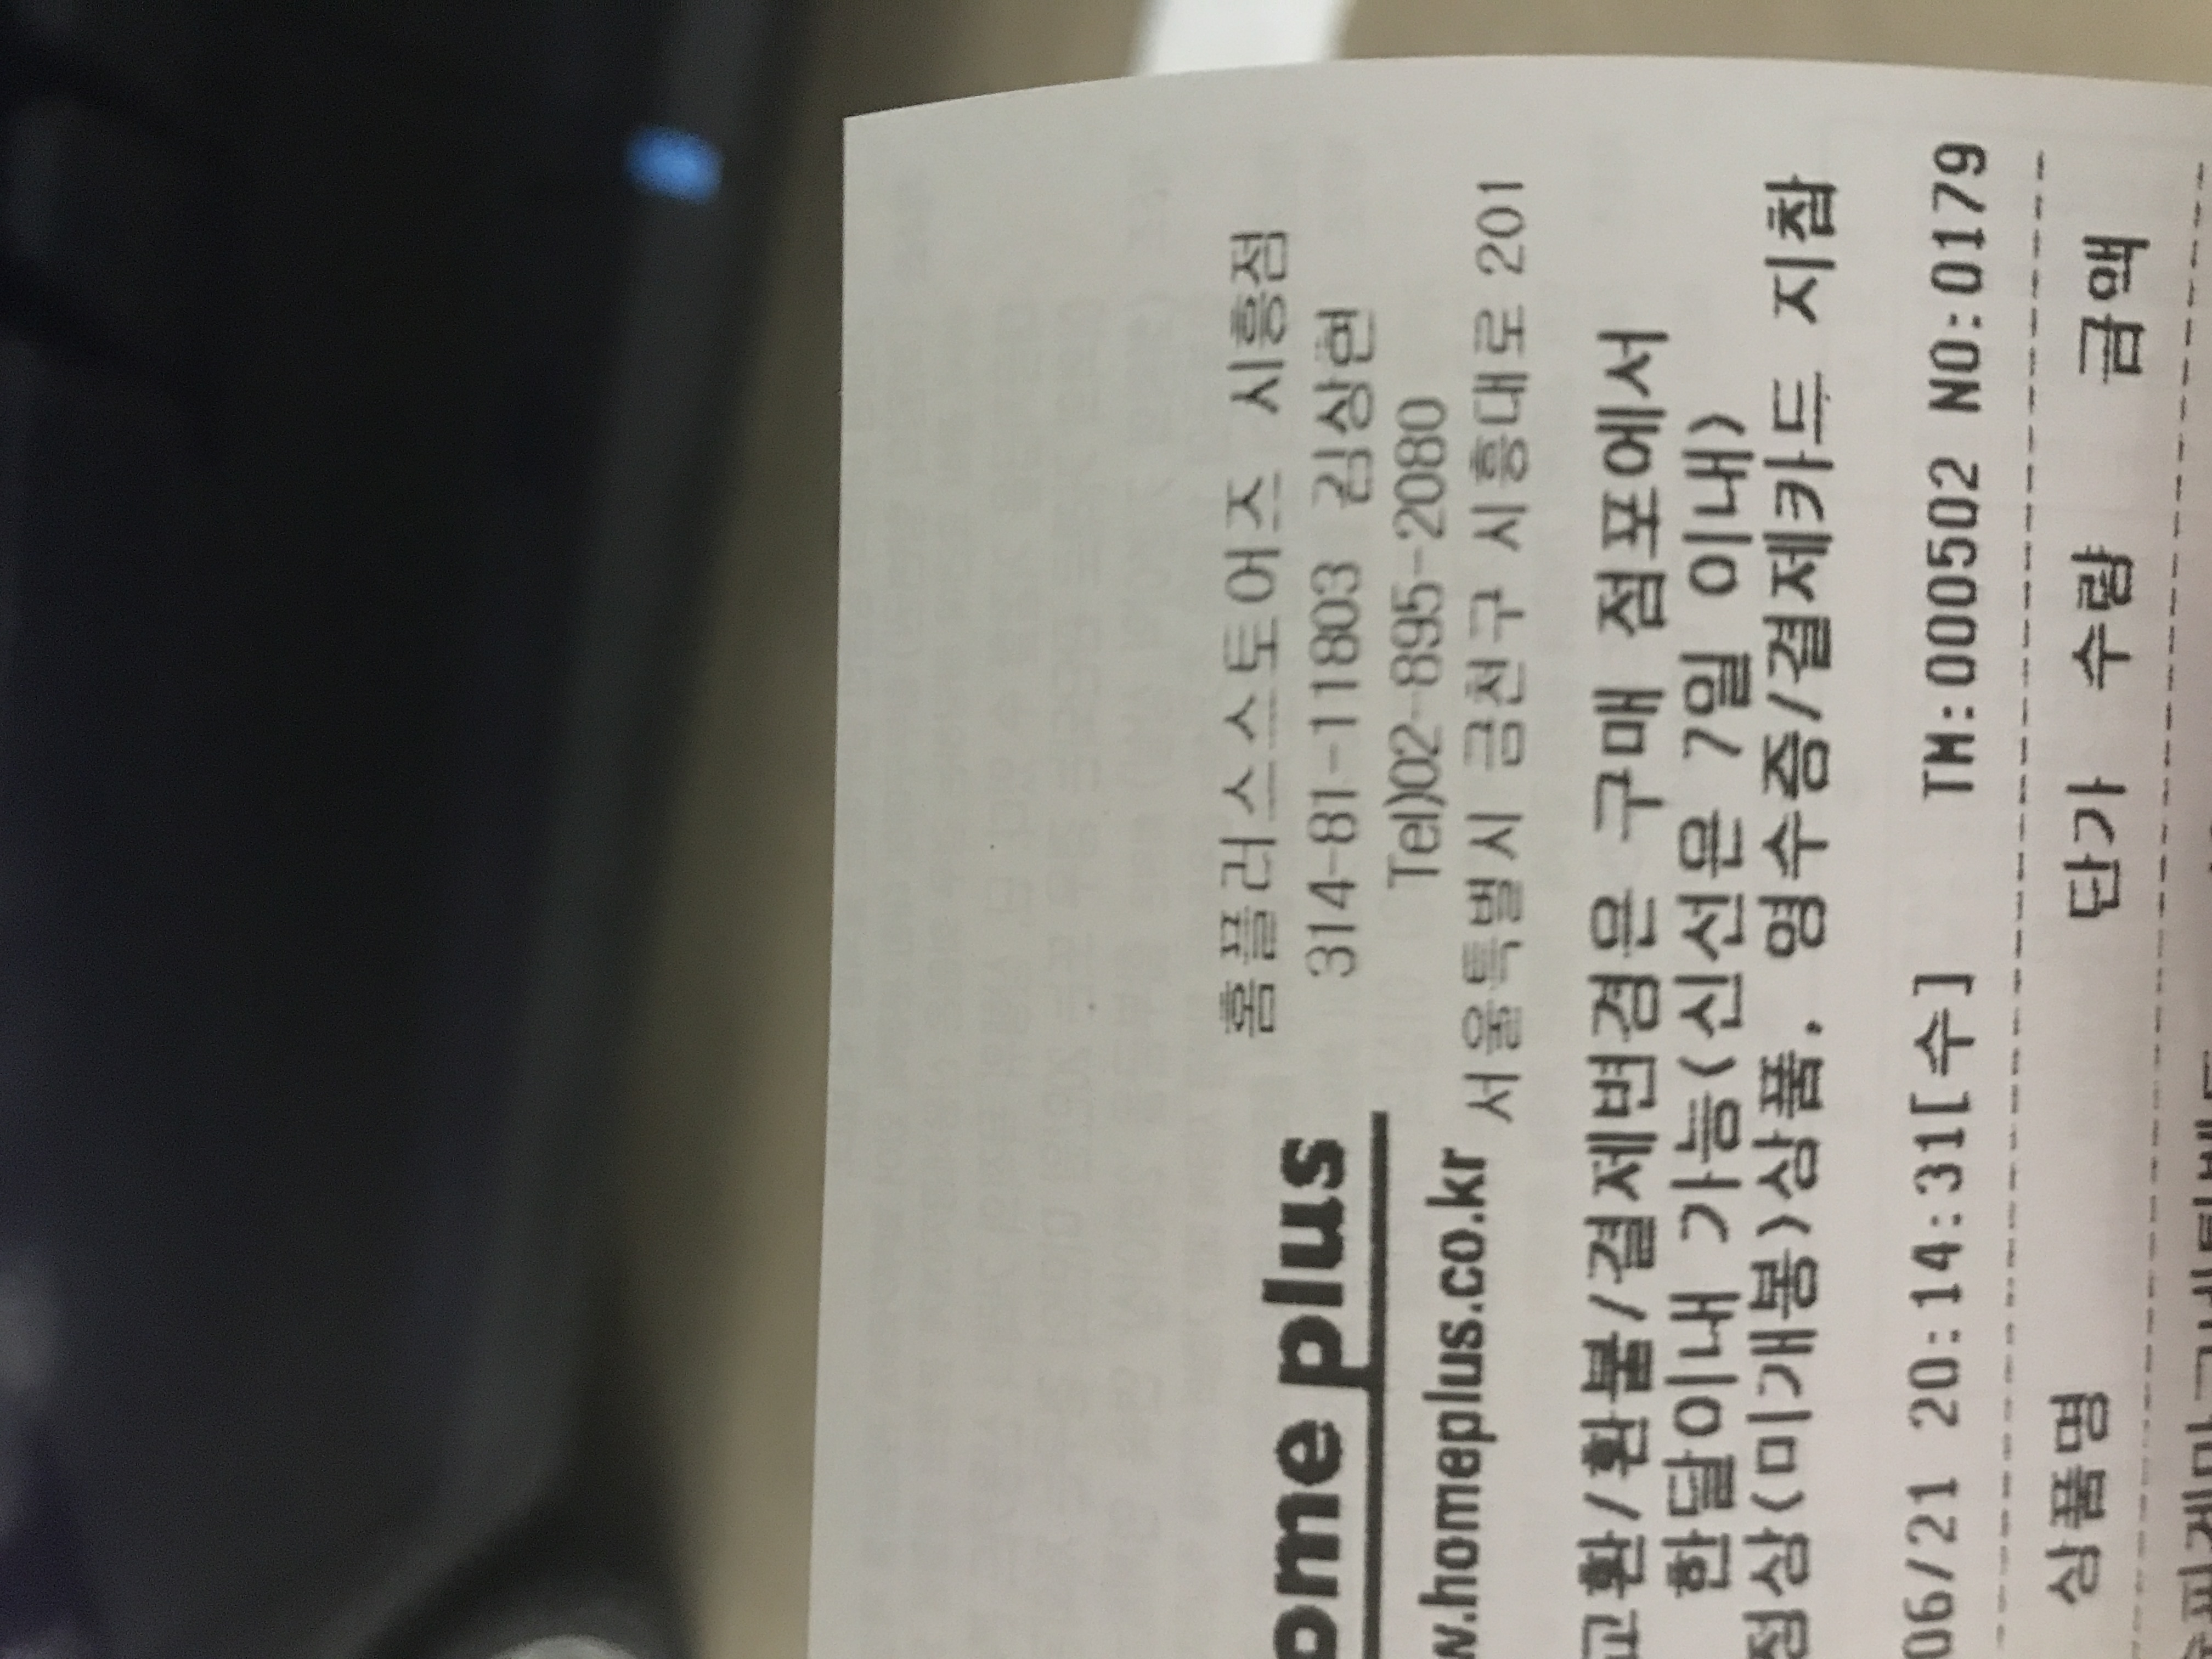 홈플러스스토어즈 시흥점
314-81-11803 김상현
ome plus
Tel)02-895-2080
w.homeplus.co.kr 서울특별시 금천구 시흥대로 201
교환/환불/결제변경은 구매 점포에서
한달이내 가능(신선은 7일 이내)
정상(미개봉)상품, 영수증/결제카드 지참
06/21 20:14:31[수] TM:000502 NO:0179
상품명 단가 수량 금액